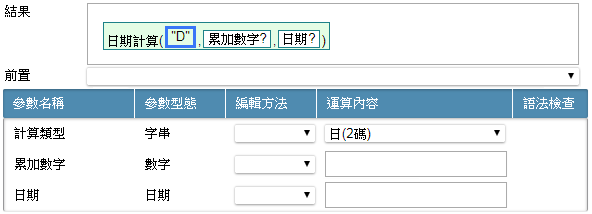 結果
日期計算( "D" , 累加數字? , 日期? )
前置
參數名稱 參數型態 編輯方法 運算內容 語法檢查
計算類型 字串 日(2碼)
累加數字 數字
日期 日期